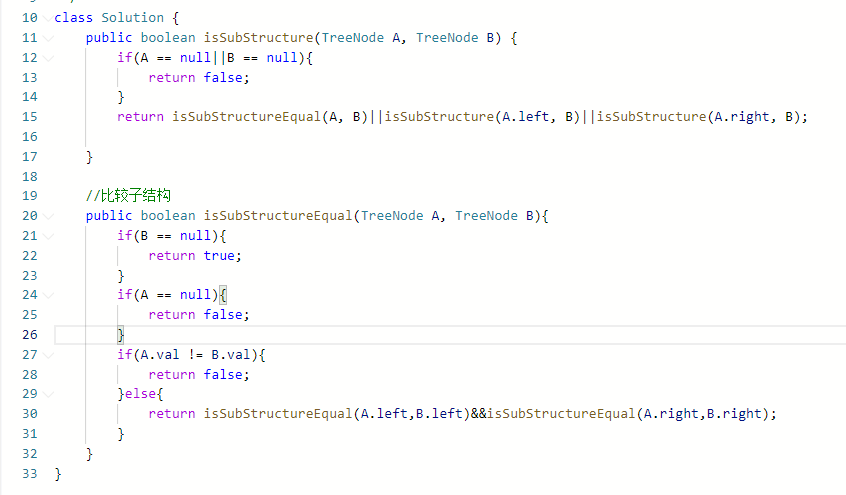 10 class Solution {
11     public boolean isSubStructure(TreeNode A, TreeNode B) {
12         if(A == null||B == null){
13             return false;
14         }
15         return isSubStructureEqual(A, B)||isSubStructure(A.left, B)||isSubStructure(A.right, B);
16
17     }
18
19     //比较子结构
20     public boolean isSubStructureEqual(TreeNode A, TreeNode B){
21         if(B == null){
22             return true;
23         }
24         if(A == null){
25             return false;
26         }
27         if(A.val != B.val){
28             return false;
29         }else{
30             return isSubStructureEqual(A.left,B.left)&&isSubStructureEqual(A.right,B.right);
31         }
32     }
33 }